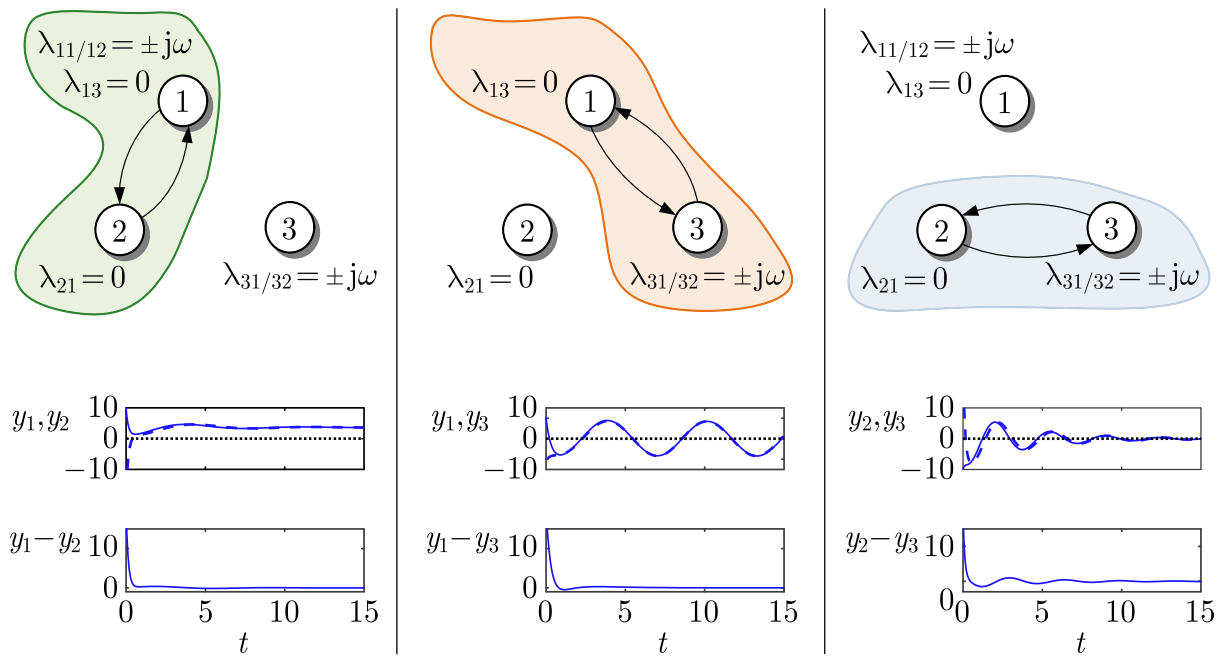 λ₁₁/₁₂ = ±jω
λ₁₃ = 0
1
2
3
λ₂₁ = 0
λ₃₁/₃₂ = ±jω
y₁,y₂
10
0
−10
y₁−y₂
10
0
0
5
10
15
t
λ₁₃ = 0
1
2
3
λ₂₁ = 0
λ₃₁/₃₂ = ±jω
y₁,y₃
10
0
−10
y₁−y₃
10
0
0
5
10
15
t
λ₁₁/₁₂ = ±jω
λ₁₃ = 0
1
2
3
λ₂₁ = 0
λ₃₁/₃₂ = ±jω
y₂,y₃
10
0
−10
y₂−y₃
10
0
0
5
10
15
t